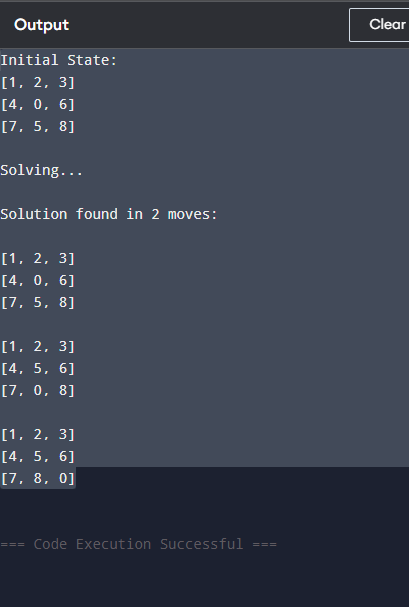 Output
Clear
Initial State:
[1, 2, 3]
[4, 0, 6]
[7, 5, 8]
Solving...
Solution found in 2 moves:
[1, 2, 3]
[4, 0, 6]
[7, 5, 8]
[1, 2, 3]
[4, 5, 6]
[7, 0, 8]
[1, 2, 3]
[4, 5, 6]
[7, 8, 0]
=== Code Execution Successful ===